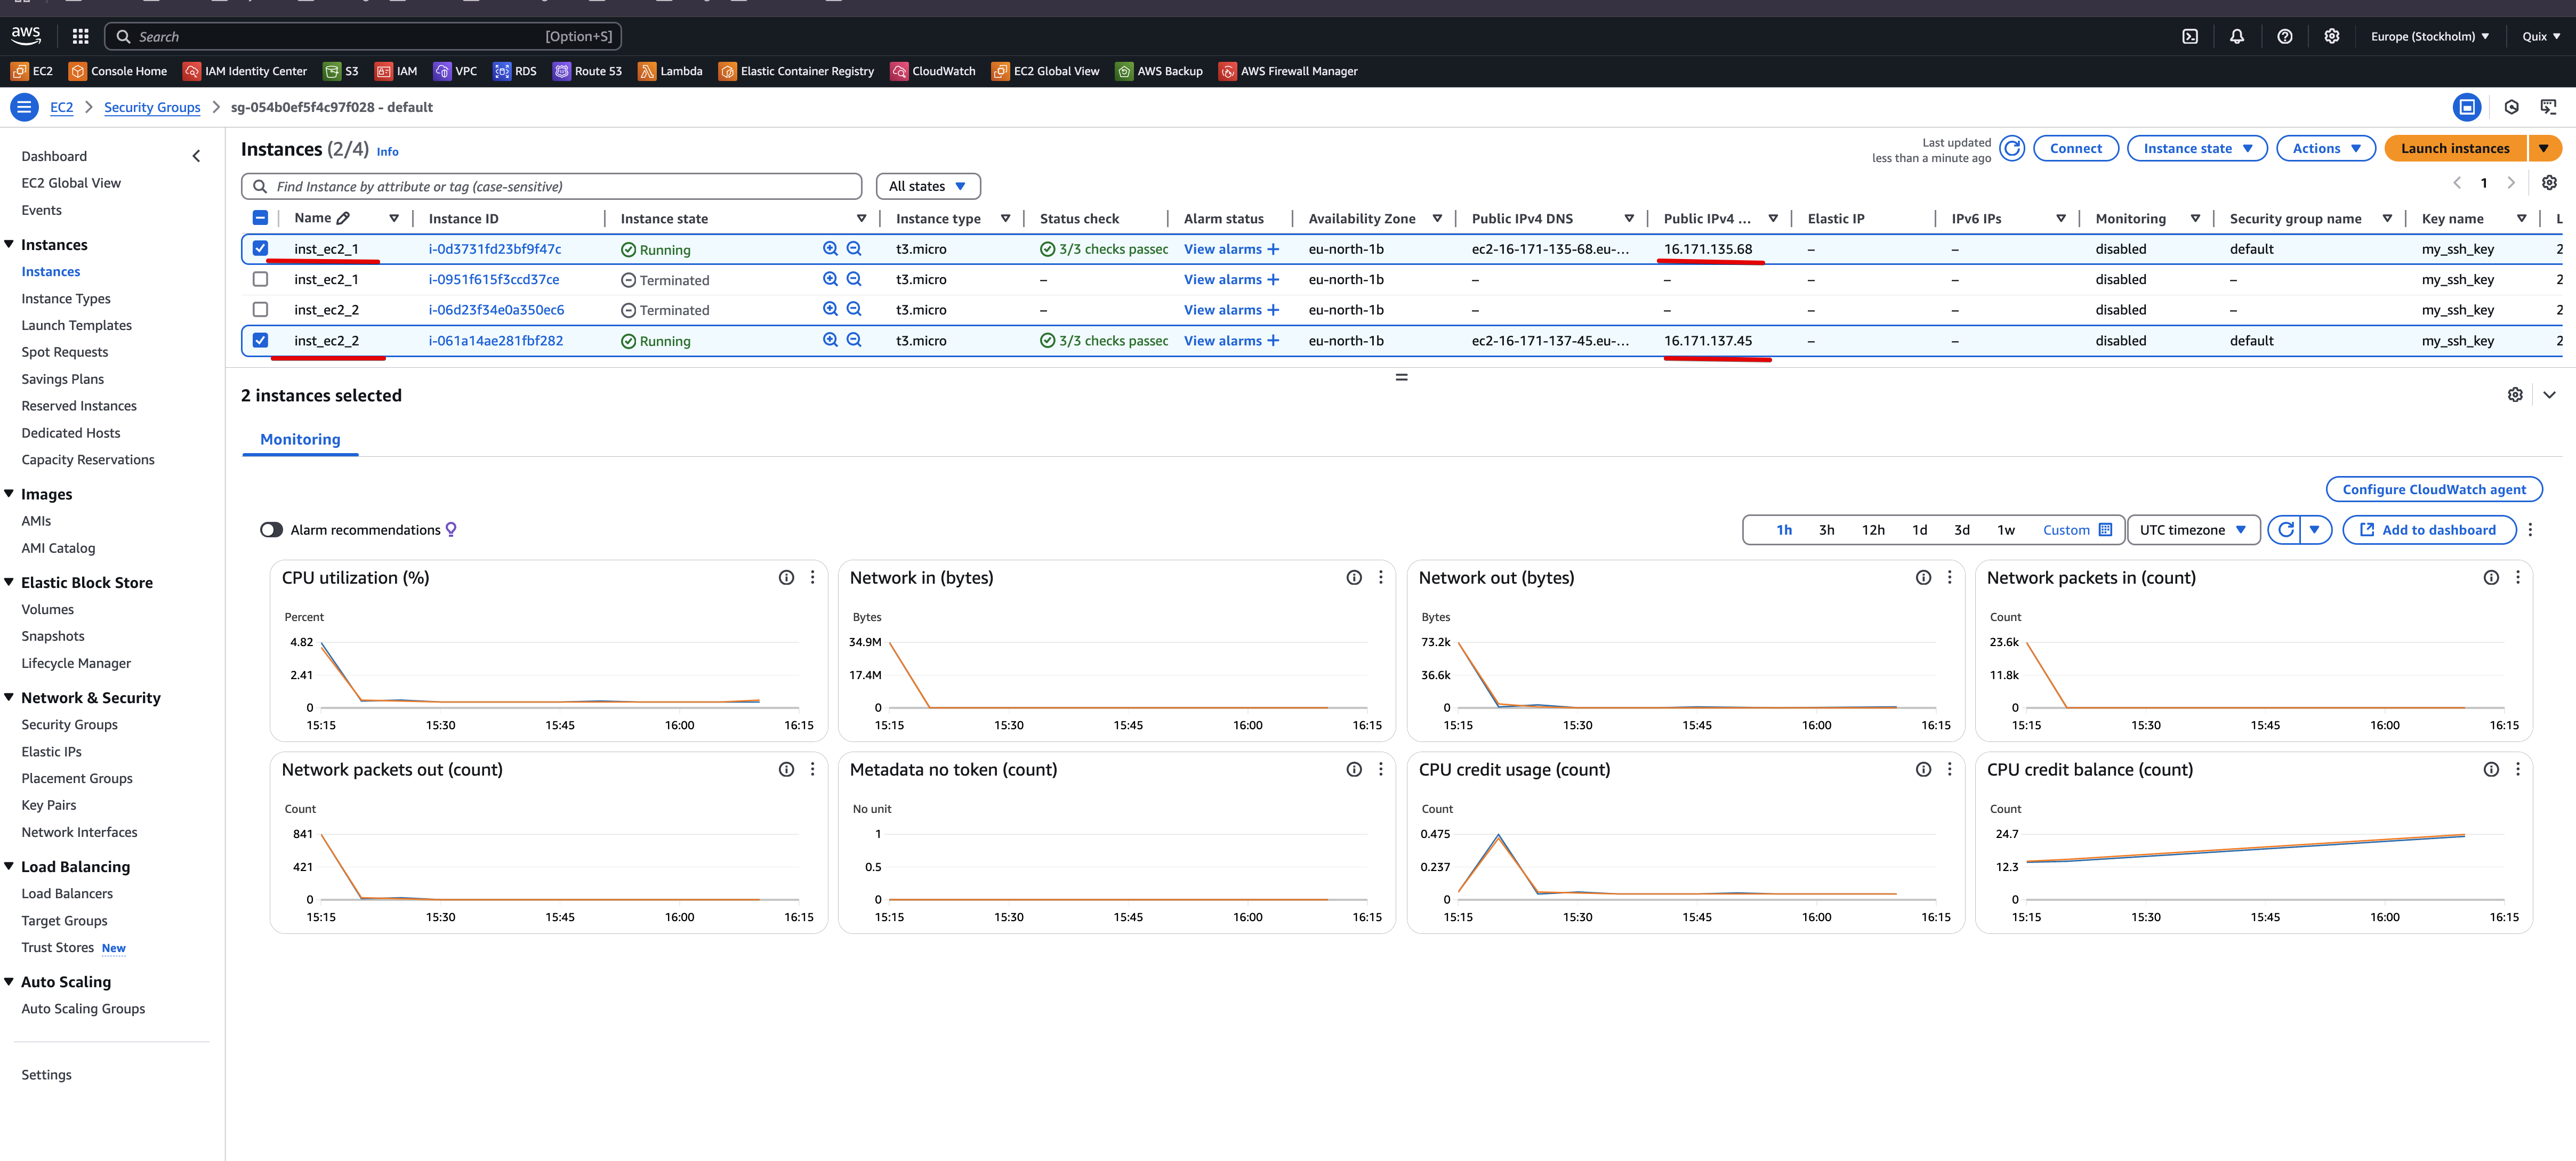 aws Search [Option+S] Europe (Stockholm) Quix
EC2 Console Home IAM Identity Center S3 IAM VPC RDS Route 53 Lambda Elastic Container Registry CloudWatch EC2 Global View AWS Backup AWS Firewall Manager
EC2 Security Groups sg-054b0ef5f4c97f028 - default
Dashboard
EC2 Global View
Events
Instances
Instances
Instance Types
Launch Templates
Spot Requests
Savings Plans
Reserved Instances
Dedicated Hosts
Capacity Reservations
Images
AMIs
AMI Catalog
Elastic Block Store
Volumes
Snapshots
Lifecycle Manager
Network & Security
Security Groups
Elastic IPs
Placement Groups
Key Pairs
Network Interfaces
Load Balancing
Load Balancers
Target Groups
Trust Stores New
Auto Scaling
Auto Scaling Groups
Settings
Instances (2/4) Info
Last updated
less than a minute ago
Connect Instance state Actions Launch instances
Find Instance by attribute or tag (case-sensitive) All states 1
Name Instance ID Instance state Instance type Status check Alarm status Availability Zone Public IPv4 DNS Public IPv4 ... Elastic IP IPv6 IPs Monitoring Security group name Key name L
inst_ec2_1 i-0d3731fd23bf9f47c Running t3.micro 3/3 checks passec View alarms + eu-north-1b ec2-16-171-135-68.eu-... 16.171.135.68 – – disabled default my_ssh_key 2
inst_ec2_1 i-0951f615f3ccd37ce Terminated t3.micro – View alarms + eu-north-1b – – – – disabled – my_ssh_key 2
inst_ec2_2 i-06d23f34e0a350ec6 Terminated t3.micro – View alarms + eu-north-1b – – – – disabled – my_ssh_key 2
inst_ec2_2 i-061a14ae281fbf282 Running t3.micro 3/3 checks passec View alarms + eu-north-1b ec2-16-171-137-45.eu-... 16.171.137.45 – – disabled default my_ssh_key 2
2 instances selected
Monitoring
Configure CloudWatch agent
Alarm recommendations
1h 3h 12h 1d 3d 1w Custom UTC timezone Add to dashboard
CPU utilization (%)
Percent
4.82
2.41
0
15:15 15:30 15:45 16:00 16:15
Network in (bytes)
Bytes
34.9M
17.4M
0
15:15 15:30 15:45 16:00 16:15
Network out (bytes)
Bytes
73.2k
36.6k
0
15:15 15:30 15:45 16:00 16:15
Network packets in (count)
Count
23.6k
11.8k
0
15:15 15:30 15:45 16:00 16:15
Network packets out (count)
Count
841
421
0
15:15 15:30 15:45 16:00 16:15
Metadata no token (count)
No unit
1
0.5
0
15:15 15:30 15:45 16:00 16:15
CPU credit usage (count)
Count
0.475
0.237
0
15:15 15:30 15:45 16:00 16:15
CPU credit balance (count)
Count
24.7
12.3
0
15:15 15:30 15:45 16:00 16:15